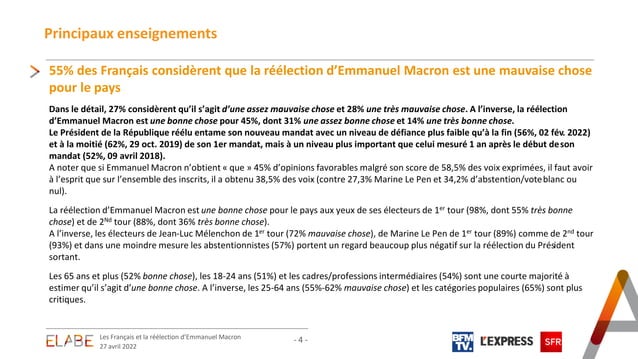 Principaux enseignements
55% des Français considèrent que la réélection d’Emmanuel Macron est une mauvaise chose
pour le pays
Dans le détail, 27% considèrent qu’il s’agit d’une assez mauvaise chose et 28% une très mauvaise chose. A l’inverse, la réélection
d’Emmanuel Macron est une bonne chose pour 45%, dont 31% une assez bonne chose et 14% une très bonne chose.
Le Président de la République réélu entame son nouveau mandat avec un niveau de défiance plus faible qu’à la fin (56%, 02 fév. 2022)
et à la moitié (62%, 29 oct. 2019) de son 1er mandat, mais à un niveau plus important que celui mesuré 1 an après le début de son
mandat (52%, 09 avril 2018).
A noter que si Emmanuel Macron n’obtient « que » 45% d’opinions favorables malgré son score de 58,5% des voix exprimées, il faut avoir
à l’esprit que sur l’ensemble des inscrits, il a obtenu 38,5% des voix (contre 27,3% Marine Le Pen et 34,2% d’abstention/vote blanc ou
nul).
La réélection d’Emmanuel Macron est une bonne chose pour le pays aux yeux de ses électeurs de 1er tour (98%, dont 55% très bonne
chose) et de 2Nd tour (88%, dont 36% très bonne chose).
A l’inverse, les électeurs de Jean-Luc Mélenchon de 1er tour (72% mauvaise chose), de Marine Le Pen de 1er tour (89%) comme de 2nd tour
(93%) et dans une moindre mesure les abstentionnistes (57%) portent un regard beaucoup plus négatif sur la réélection du Président
sortant.
Les 65 ans et plus (52% bonne chose), les 18-24 ans (51%) et les cadres/professions intermédiaires (54%) sont une courte majorité à
estimer qu’il s’agit d’une bonne chose. A l’inverse, les 25-64 ans (55%-62% mauvaise chose) et les catégories populaires (65%) sont plus
critiques.
ELABE
Les Français et la réélection d’Emmanuel Macron
27 avril 2022
- 4 -
BFM
TV.
L'EXPRESS
SFR